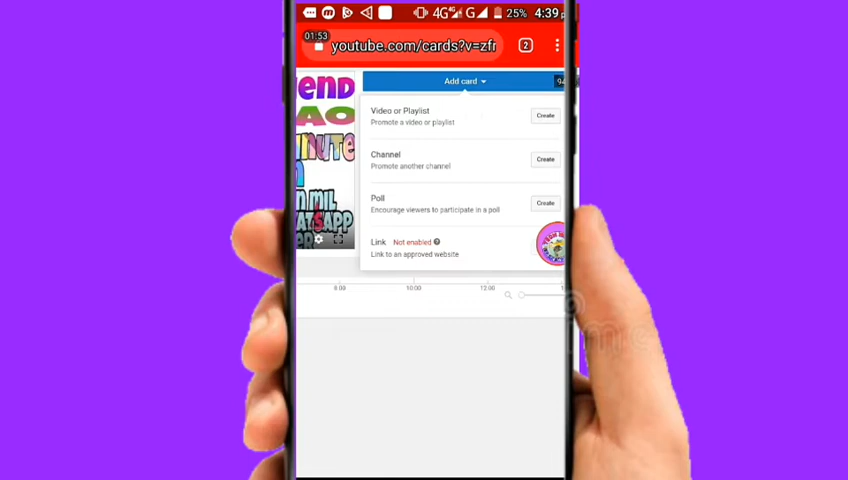 4G 4G G 25% 4:39
01:53
youtube.com/cards?v=zfr
2
Add card
94
Video or Playlist
Promote a video or playlist
Create
Channel
Promote another channel
Create
Poll
Encourage viewers to participate in a poll
Create
Link Not enabled ?
Link to an approved website
8:00 10:00 12:00